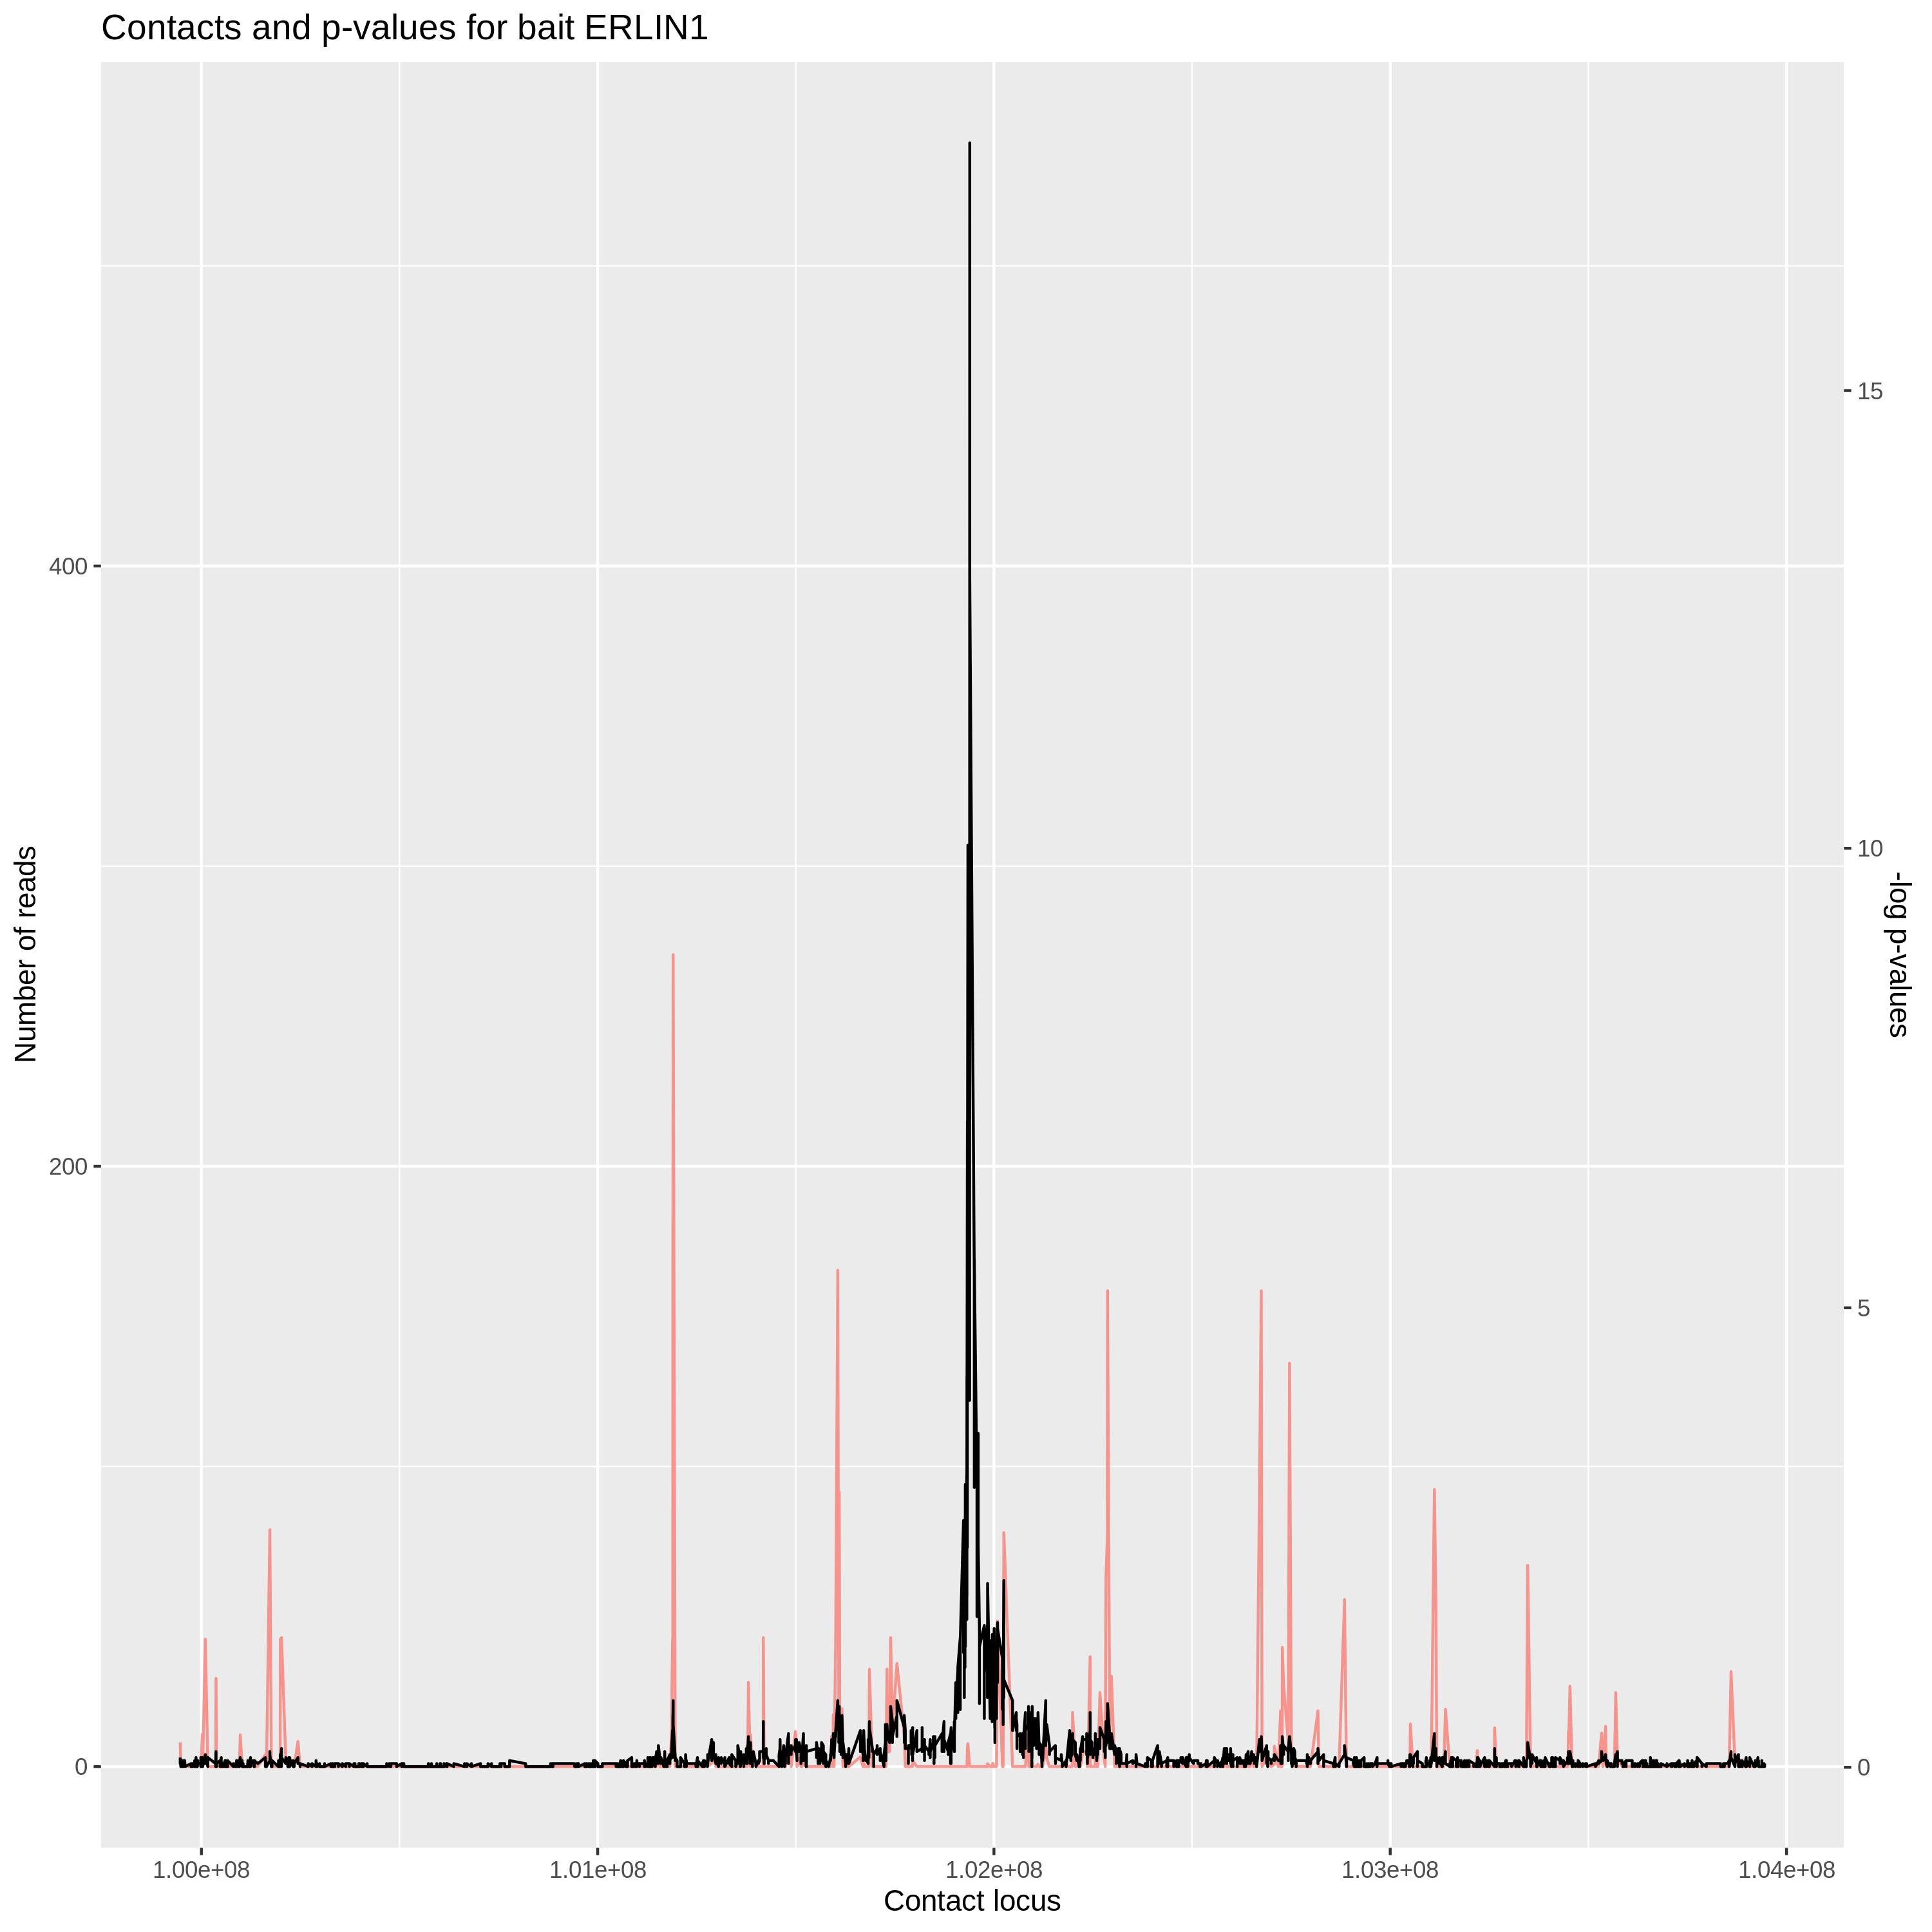 Contacts and p-values for bait ERLIN1
Number of reads
400
200
0
15
10
5
0
-log p-values
1.00e+08
1.01e+08
1.02e+08
1.03e+08
1.04e+08
Contact locus